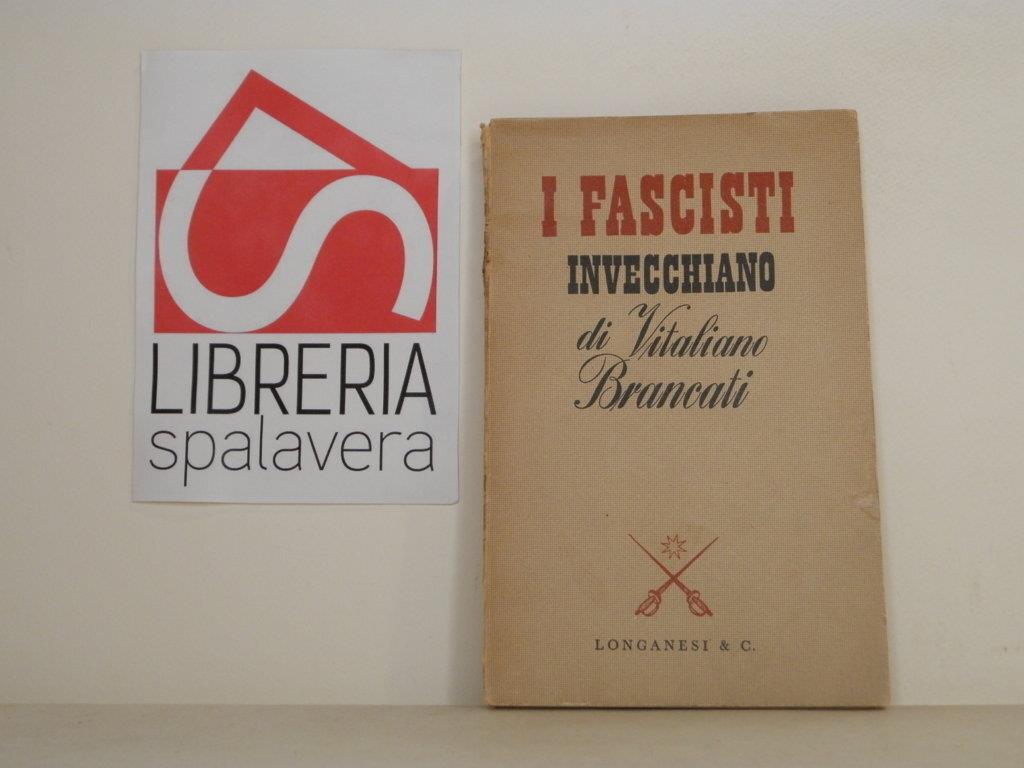 LIBRERIA
spalavera
I FASCISTI
INVECCHIANO
di Vitaliano
Brancati
LONGANESI & C.